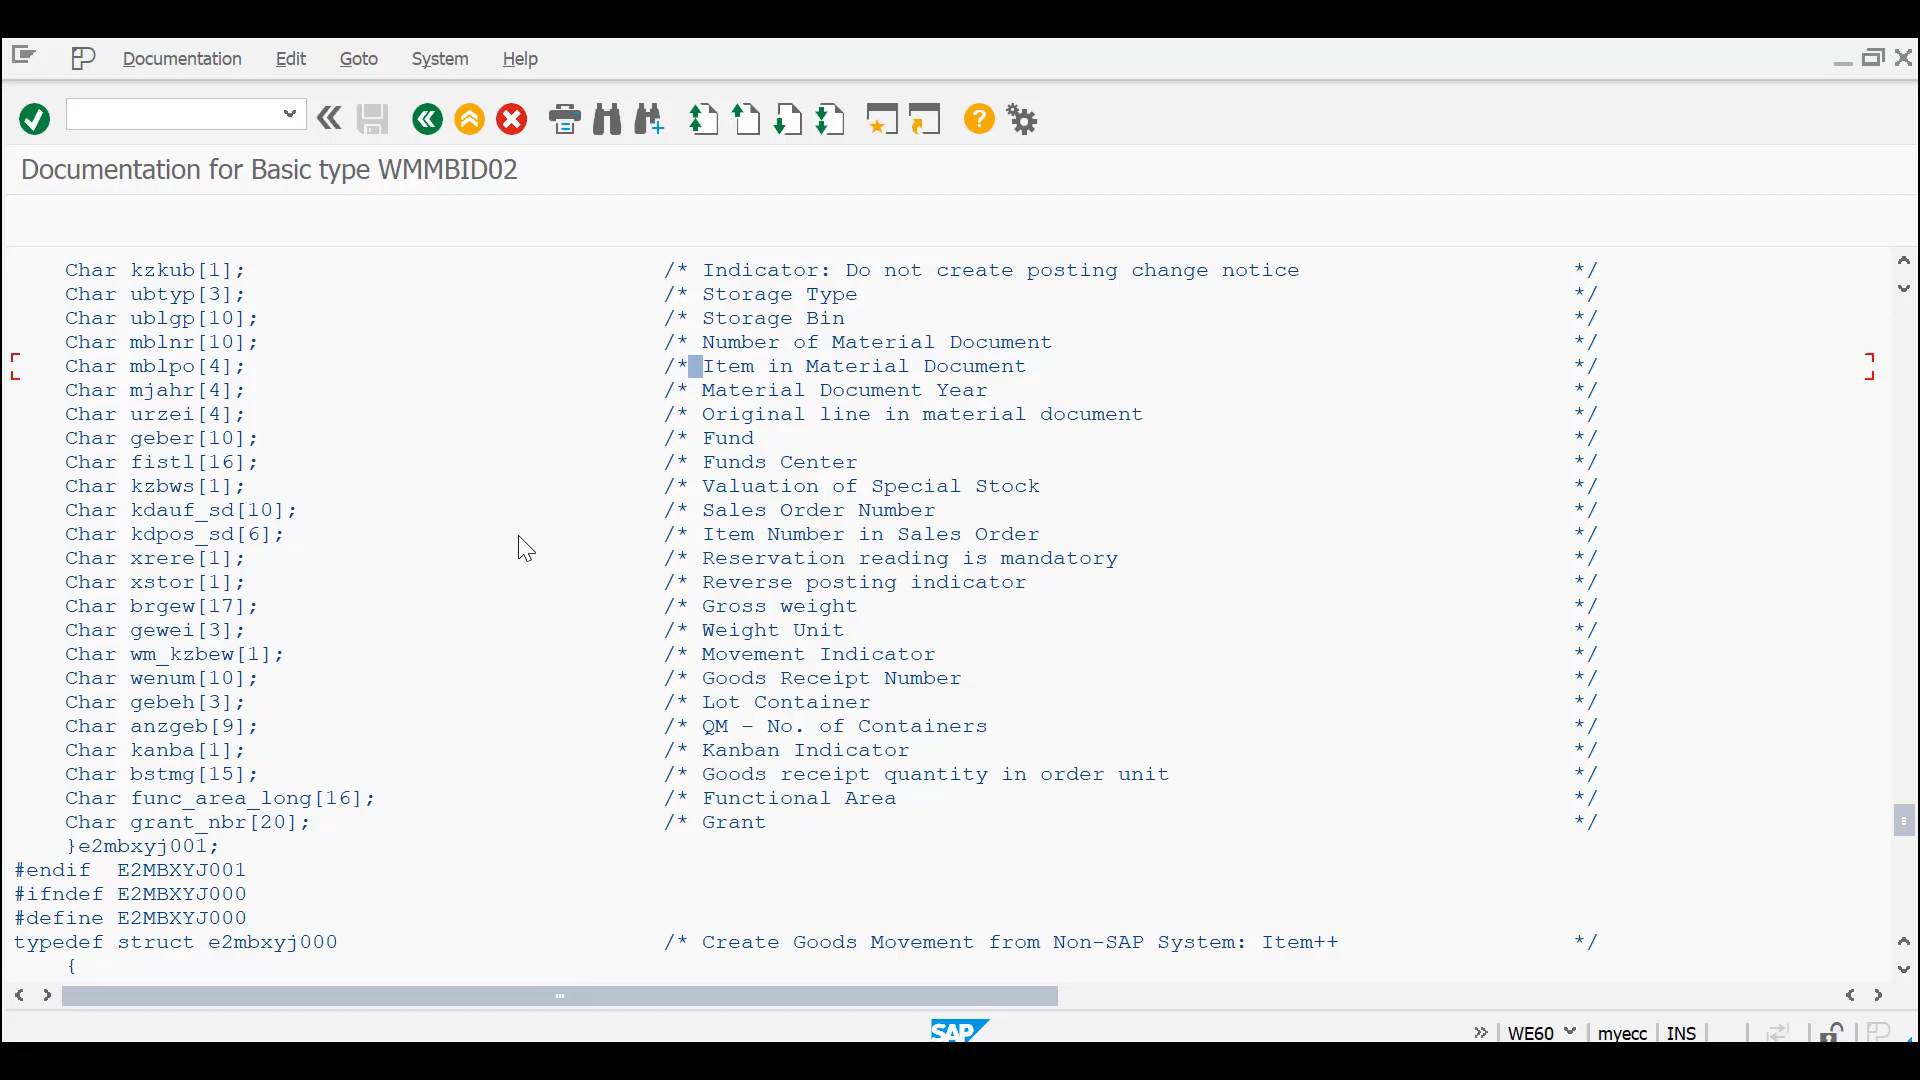 Documentation Edit Goto System Help
Documentation for Basic type WMMBID02
Char kzkub[1]; /* Indicator: Do not create posting change notice */
Char ubtyp[3]; /* Storage Type */
Char ublgp[10]; /* Storage Bin */
Char mblnr[10]; /* Number of Material Document */
Char mblpo[4]; /* Item in Material Document */
Char mjahr[4]; /* Material Document Year */
Char urzei[4]; /* Original line in material document */
Char geber[10]; /* Fund */
Char fistl[16]; /* Funds Center */
Char kzbws[1]; /* Valuation of Special Stock */
Char kdauf_sd[10]; /* Sales Order Number */
Char kdpos_sd[6]; /* Item Number in Sales Order */
Char xrere[1]; /* Reservation reading is mandatory */
Char xstor[1]; /* Reverse posting indicator */
Char brgew[17]; /* Gross weight */
Char gewei[3]; /* Weight Unit */
Char wm_kzbew[1]; /* Movement Indicator */
Char wenum[10]; /* Goods Receipt Number */
Char gebeh[3]; /* Lot Container */
Char anzgeb[9]; /* QM - No. of Containers */
Char kanba[1]; /* Kanban Indicator */
Char bstmg[15]; /* Goods receipt quantity in order unit */
Char func_area_long[16]; /* Functional Area */
Char grant_nbr[20]; /* Grant */
}e2mbxyj001;
#endif E2MBXYJ001
#ifndef E2MBXYJ000
#define E2MBXYJ000
typedef struct e2mbxyj000 /* Create Goods Movement from Non-SAP System: Item++ */
{
SAP WE60 myecc INS